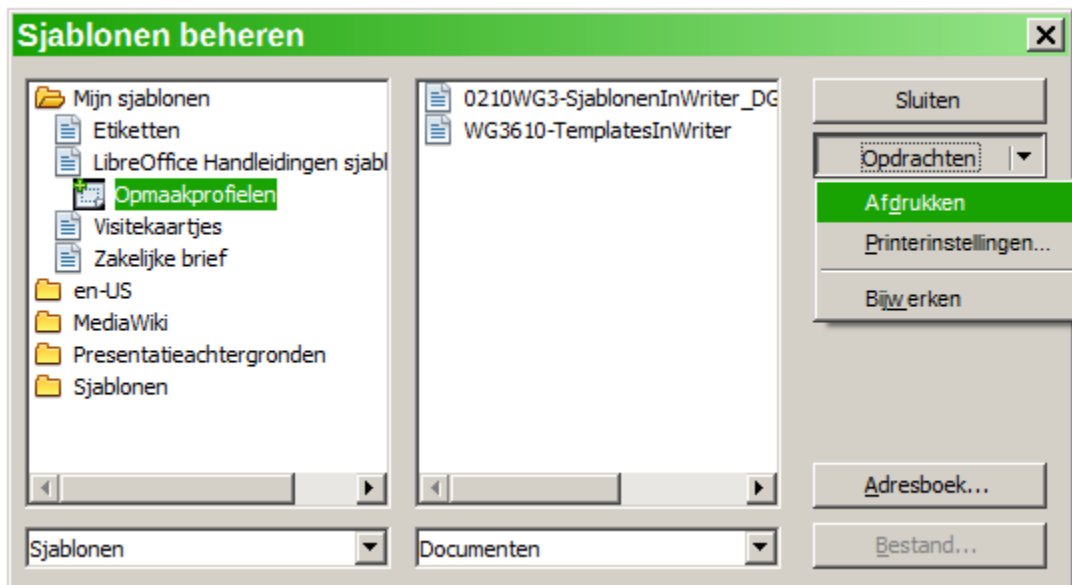 Sjablonen beheren
Mijn sjablonen
Etiketten
LibreOffice Handleidingen sjabl
Opmaakprofielen
Visitekaartjes
Zakelijke brief
en-US
MediaWiki
Presentatieachtergronden
Sjablonen
Sjablonen
0210WG3-SjablonenInWriter_DG
WG3610-TemplatesInWriter
Documenten
Sluiten
Opdrachten
Afdrukken
Printerinstellingen...
Bijwerken
Adresboek...
Bestand...